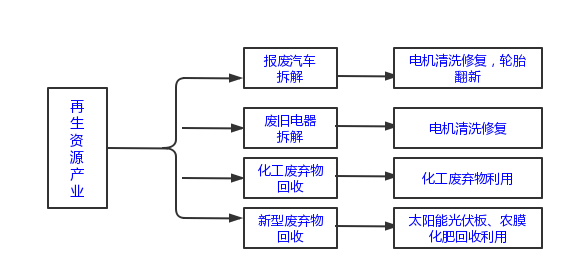 再
生
资
源
产
业
报废汽车
拆解
电机清洗修复，轮胎
翻新
废旧电器
拆解
电机清洗修复
化工废弃物
回收
化工废弃物利用
新型废弃物
回收
太阳能光伏板、农膜
化肥回收利用